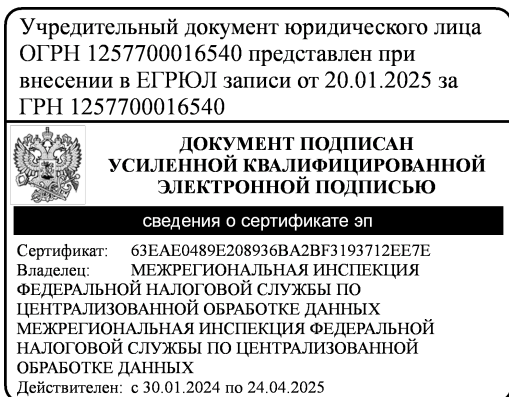 Учредительный документ юридического лица
ОГРН 1257700016540 представлен при
внесении в ЕГРЮЛ записи от 20.01.2025 за
ГРН 1257700016540
ДОКУМЕНТ ПОДПИСАН
УСИЛЕННОЙ КВАЛИФИЦИРОВАННОЙ
ЭЛЕКТРОННОЙ ПОДПИСЬЮ
сведения о сертификате эп
Сертификат: 63EAE0489E208936BA2BF3193712EE7E
Владелец: МЕЖРЕГИОНАЛЬНАЯ ИНСПЕКЦИЯ
ФЕДЕРАЛЬНОЙ НАЛОГОВОЙ СЛУЖБЫ ПО
ЦЕНТРАЛИЗОВАННОЙ ОБРАБОТКЕ ДАННЫХ
МЕЖРЕГИОНАЛЬНАЯ ИНСПЕКЦИЯ ФЕДЕРАЛЬНОЙ
НАЛОГОВОЙ СЛУЖБЫ ПО ЦЕНТРАЛИЗОВАННОЙ
ОБРАБОТКЕ ДАННЫХ
Действителен: с 30.01.2024 по 24.04.2025